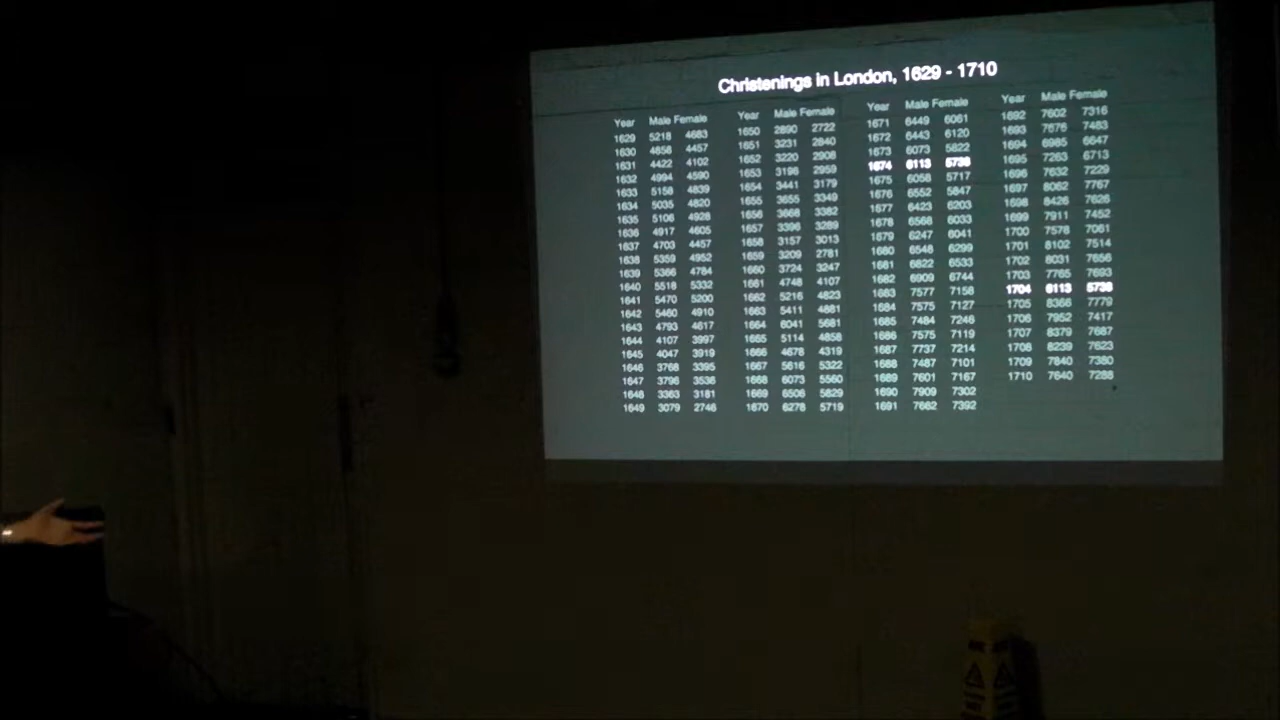 Christenings in London, 1629 - 1710
Year Male Female
1629 5218 4683
1630 4858 4457
1631 4422 4102
1632 4994 4590
1633 5158 4839
1634 5035 4820
1635 5106 4928
1636 4917 4605
1637 4703 4457
1638 5359 4952
1639 5366 4784
1640 5518 5332
1641 5470 5200
1642 5460 4910
1643 4793 4617
1644 4107 3997
1645 4047 3919
1646 3768 3395
1647 3796 3536
1648 3363 3181
1649 3079 2746
Year Male Female
1650 2890 2722
1651 3231 2840
1652 3220 2908
1653 3196 2959
1654 3441 3179
1655 3655 3349
1656 3668 3382
1657 3396 3289
1658 3157 3013
1659 3209 2781
1660 3724 3247
1661 4748 4107
1662 5216 4823
1663 5411 4881
1664 6041 5681
1665 5114 4858
1666 4678 4319
1667 5616 5322
1668 6073 5560
1669 6506 5829
1670 6278 5719
Year Male Female
1671 6449 6061
1672 6443 6120
1673 6073 5822
1674 6113 5738
1675 6058 5717
1676 6552 5847
1677 6423 6203
1678 6568 6033
1679 6247 6041
1680 6548 6299
1681 6822 6533
1682 6909 6744
1683 7577 7158
1684 7575 7127
1685 7484 7246
1686 7575 7119
1687 7737 7214
1688 7487 7101
1689 7601 7167
1690 7909 7302
1691 7662 7392
Year Male Female
1692 7602 7316
1693 7676 7483
1694 6985 6647
1695 7263 6713
1696 7632 7229
1697 8062 7767
1698 8426 7626
1699 7911 7452
1700 7578 7061
1701 8102 7514
1702 8031 7656
1703 7765 7693
1704 6113 5738
1705 8366 7779
1706 7952 7417
1707 8379 7687
1708 8239 7623
1709 7840 7380
1710 7640 7288